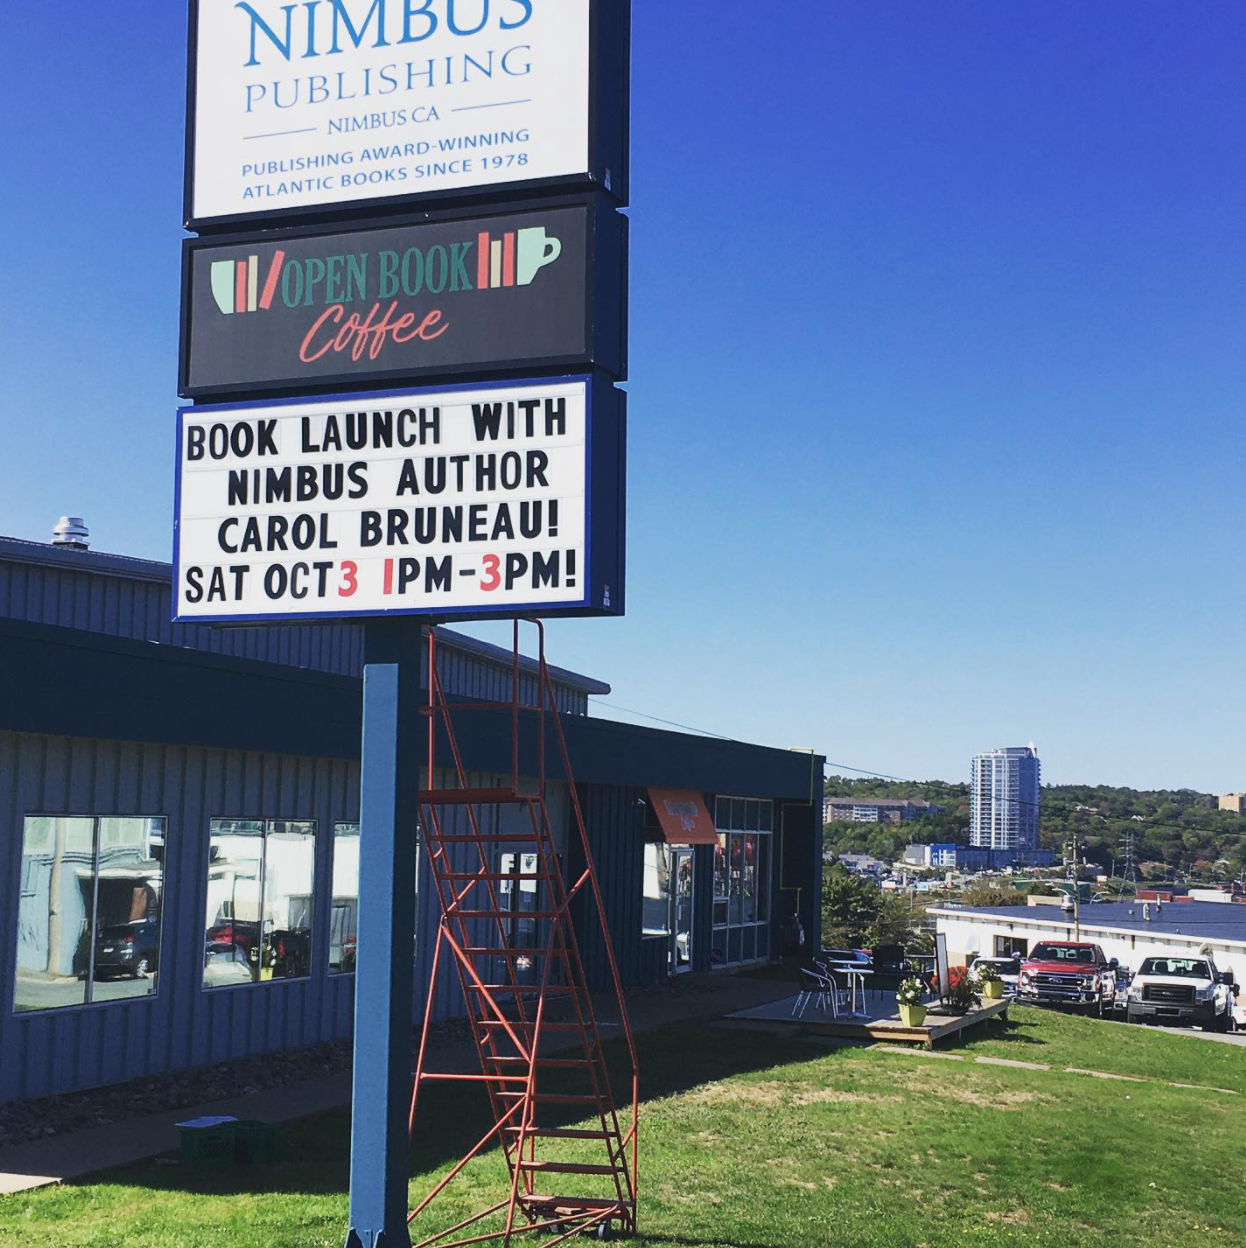 NIMBUS
PUBLISHING
NIMBUS CA
PUBLISHING AWARD-WINNING
ATLANTIC BOOKS SINCE 1978
OPEN BOOK
Coffee
BOOK LAUNCH WITH
NIMBUS AUTHOR
CAROL BRUNEAU!
SAT OCT3 1PM-3PM!